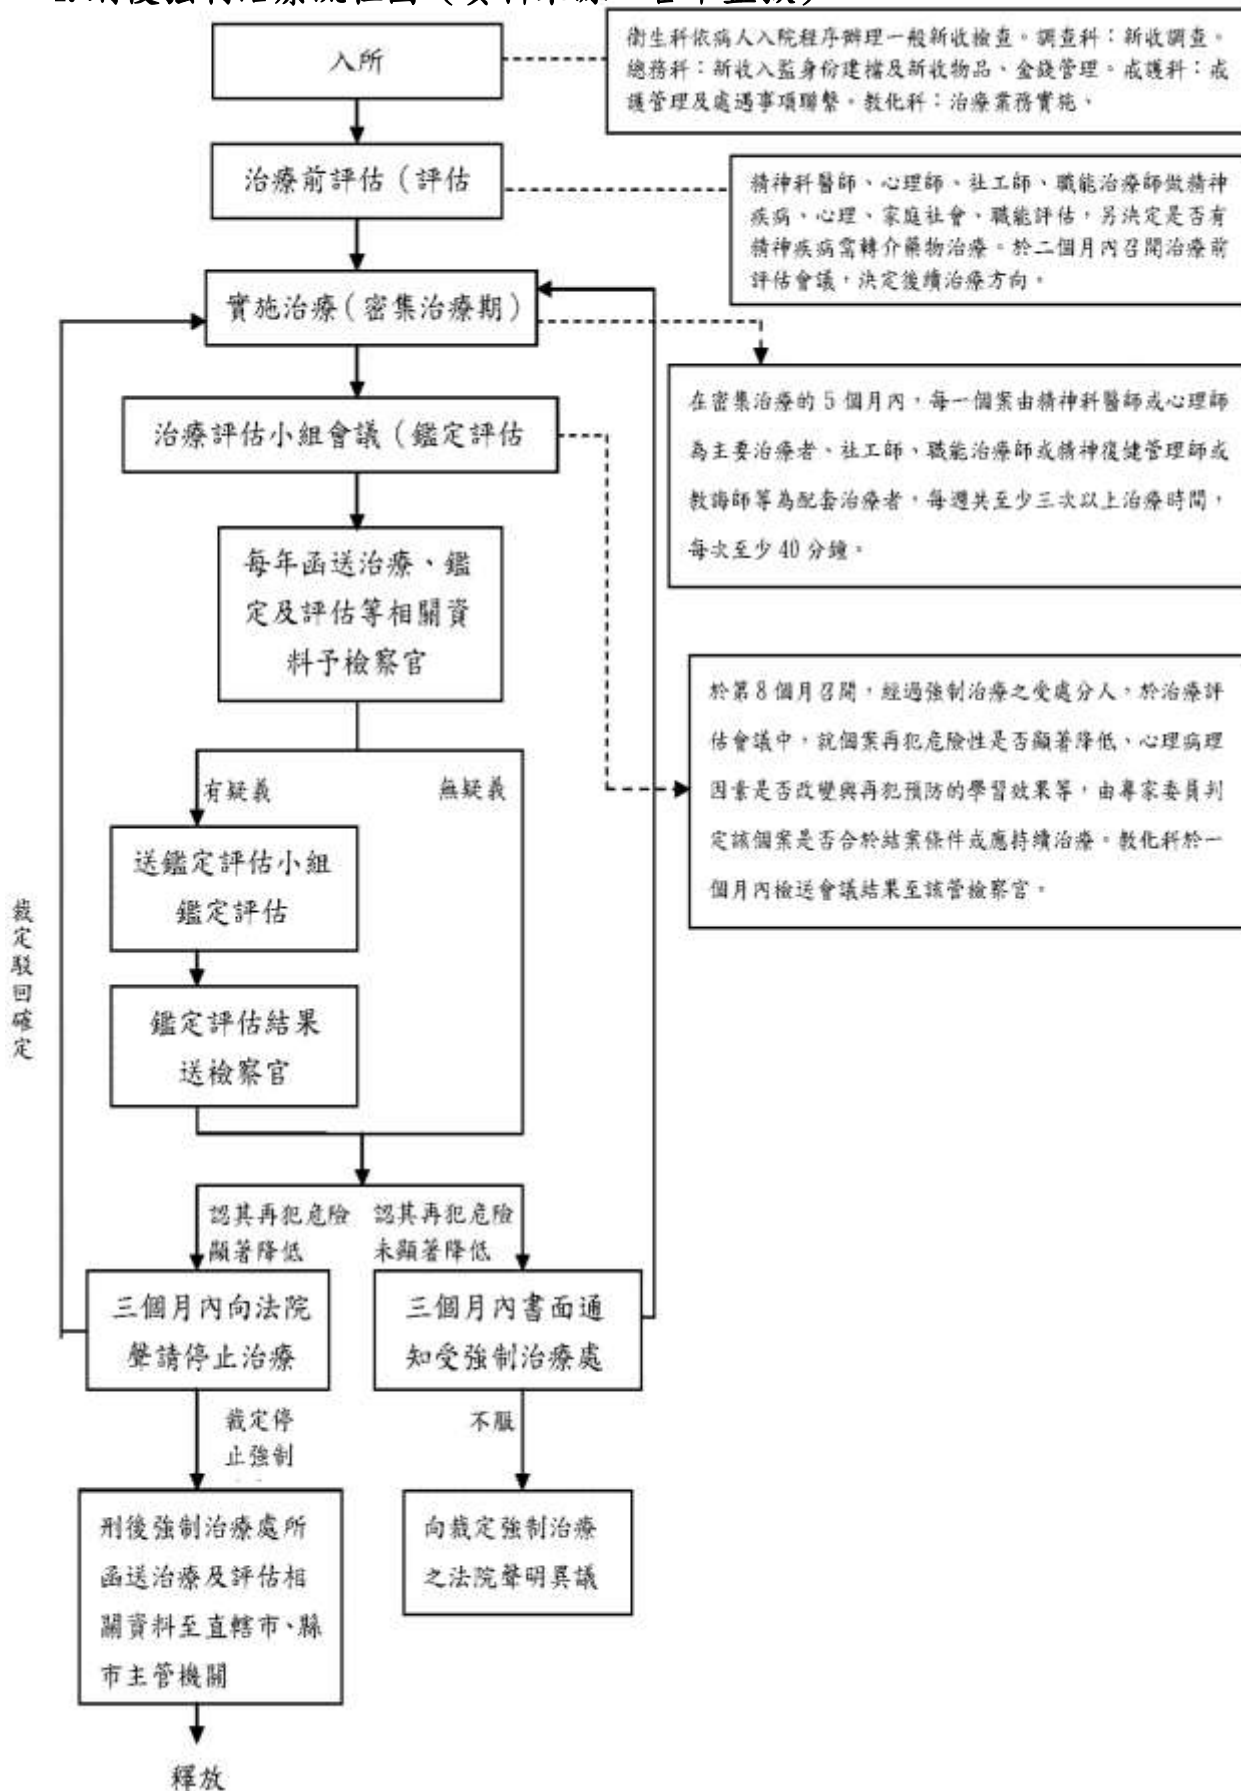 入所
衛生科依病人入院程序辦理一般新收檢查。調查科：新收調查。
總務科：新收入監身份建檔及新收物品、金錢管理。戒護科：戒
護管理及處遇事項聯繫。教化科：治療業務實施、
治療前評估（評估
精神科醫師、心理師、社工師、職能治療師做精神
疾病、心理、家庭社會、職能評估，另決定是否有
精神疾病需轉介藥物治療。於二個月內召開治療前
評估會議，決定後續治療方向。
實施治療（密集治療期）
在密集治療的 5 個月內，每一個案由精神科醫師或心理師
為主要治療者、社工師、職能治療師或精神復健管理師或
教誨師等為配套治療者，每週共至少三次以上治療時間，
每次至少 40 分鐘。
治療評估小組會議（鑑定評估
每年函送治療、鑑
定及評估等相關資
料予檢察官
於第 8 個月召開，經過強制治療之受處分人，於治療評
估會議中，就個案再犯危險性是否顯著降低、心理病理
因素是否改變與再犯預防的學習效果等，由專家委員判
定該個案是否合於結案條件或應持續治療。教化科於一
個月內檢送會議結果至該管檢察官。
有疑義
無疑義
送鑑定評估小組
鑑定評估
鑑定評估結果
送檢察官
裁定駁回確定
認其再犯危險
顯著降低
認其再犯危險
未顯著降低
三個月內向法院
聲請停止治療
三個月內書面通
知受強制治療處
裁定停
止強制
不服
刑後強制治療處所
函送治療及評估相
關資料至直轄市、縣
市主管機關
向裁定強制治療
之法院聲明異議
釋放